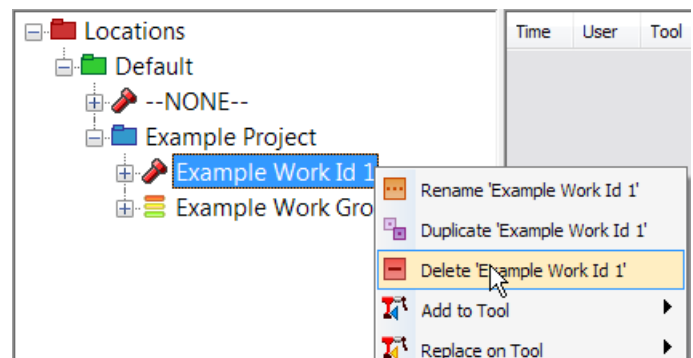 Locations
Time User Tool
Default
--NONE--
Example Project
Example Work Id 1
Example Work Gro
Rename 'Example Work Id 1'
Duplicate 'Example Work Id 1'
Delete 'Example Work Id 1'
Add to Tool
Replace on Tool